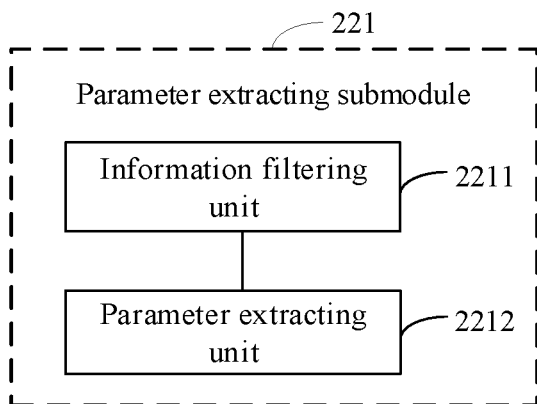 221
Parameter extracting submodule
Information filtering
unit
2211
Parameter extracting
unit
2212